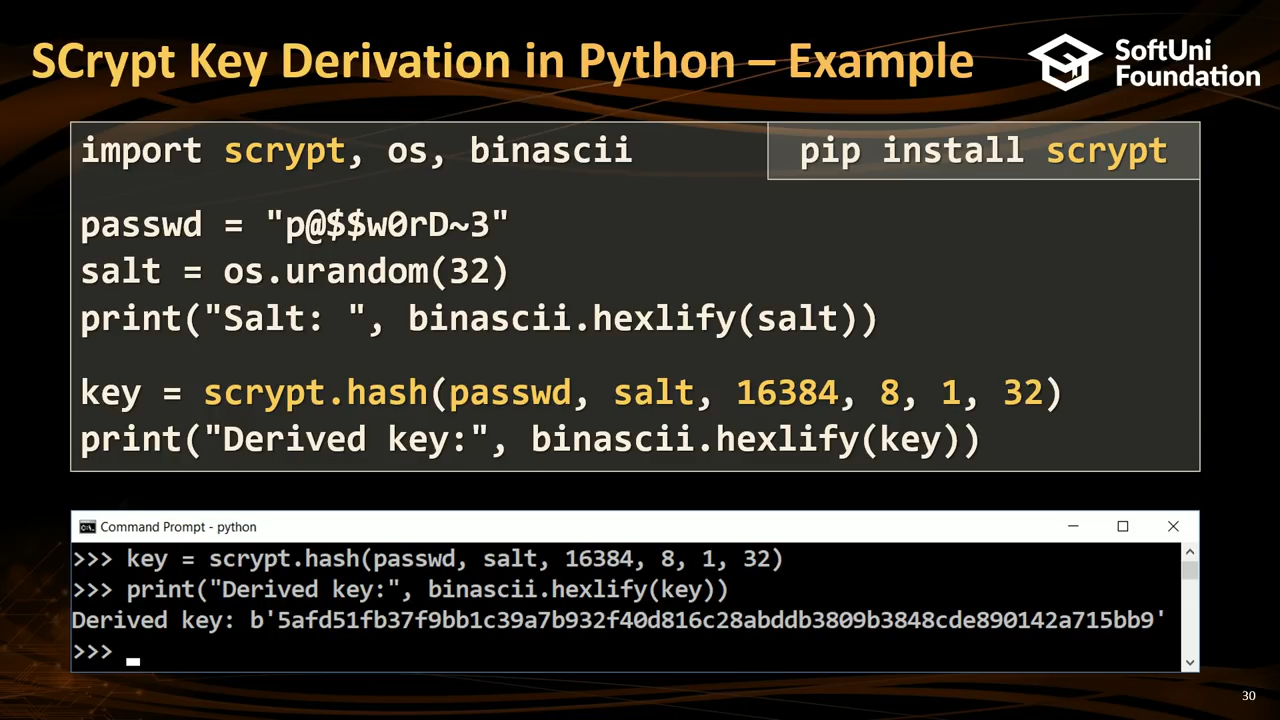 SCrypt Key Derivation in Python – Example
SoftUni
Foundation
import scrypt, os, binascii
pip install scrypt
passwd = "p@$$w0rD~3"
salt = os.urandom(32)
print("Salt: ", binascii.hexlify(salt))
key = scrypt.hash(passwd, salt, 16384, 8, 1, 32)
print("Derived key:", binascii.hexlify(key))
Command Prompt - python
>>> key = scrypt.hash(passwd, salt, 16384, 8, 1, 32)
>>> print("Derived key:", binascii.hexlify(key))
Derived key: b'5afd51fb37f9bb1c39a7b932f40d816c28abddb3809b3848cde890142a715bb9'
>>>
30